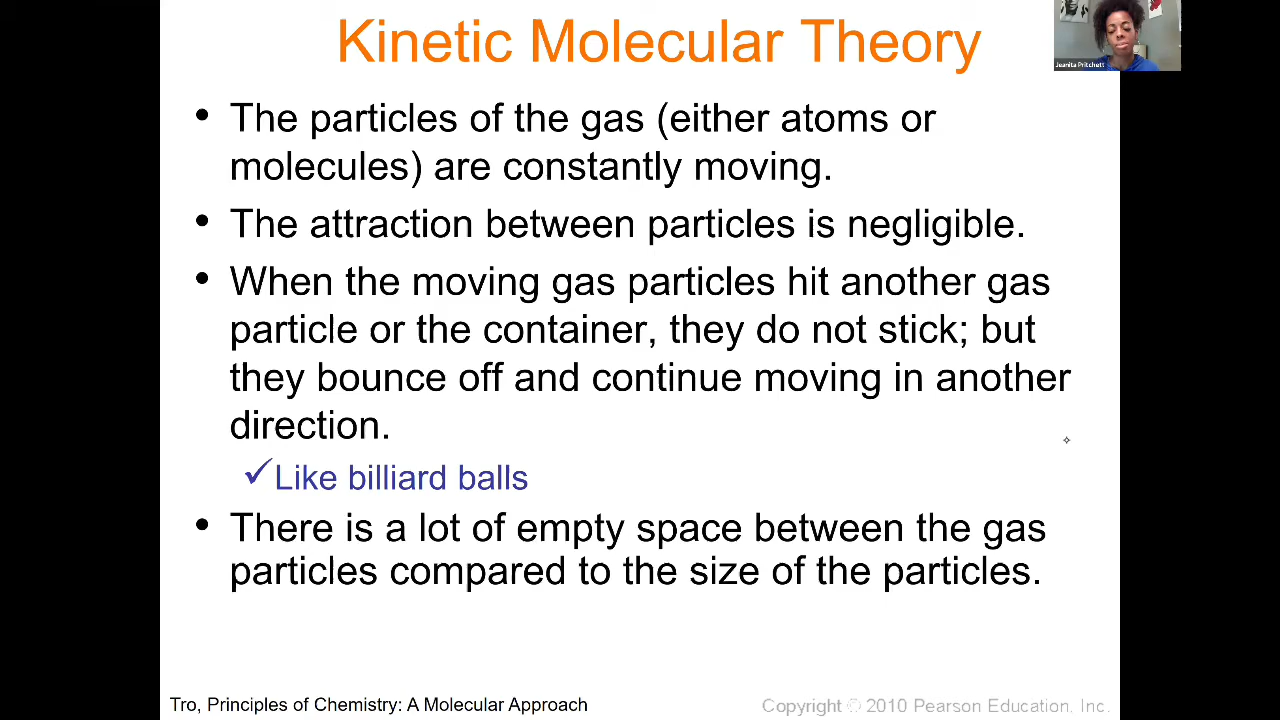 Kinetic Molecular Theory
Jeanita Pritchett
• The particles of the gas (either atoms or
molecules) are constantly moving.
• The attraction between particles is negligible.
• When the moving gas particles hit another gas
particle or the container, they do not stick; but
they bounce off and continue moving in another
direction.
✓Like billiard balls
• There is a lot of empty space between the gas
particles compared to the size of the particles.
Tro, Principles of Chemistry: A Molecular Approach
Copyright © 2010 Pearson Education, Inc.